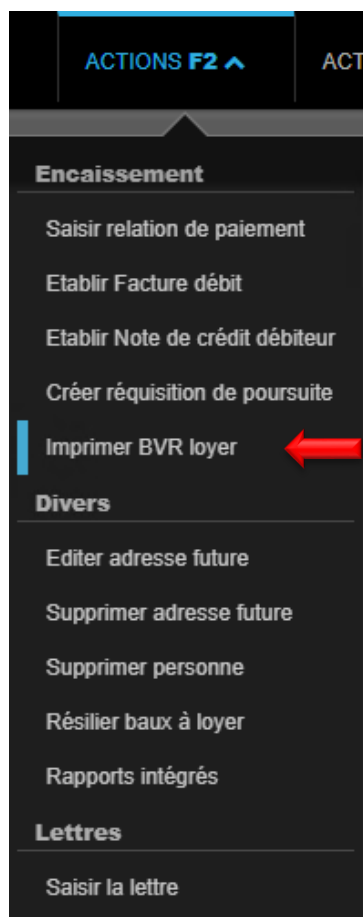 ACTIONS F2 ACT
Encaissement
Saisir relation de paiement
Etablir Facture débit
Etablir Note de crédit débiteur
Créer réquisition de poursuite
Imprimer BVR loyer
Divers
Editer adresse future
Supprimer adresse future
Supprimer personne
Résilier baux à loyer
Rapports intégrés
Lettres
Saisir la lettre